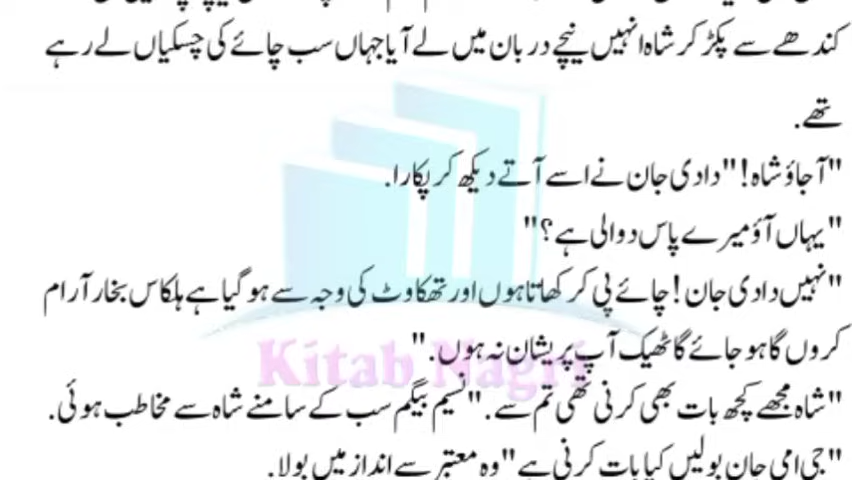 کندھے سے پکڑ کر شاہ انہیں نیچے دربان میں لے آیا جہاں سب چائے کی چسکیاں لے رہے
تھے.
"آجاؤ شاہ!" دادی جان نے اسے آتے دیکھ کر پکارا.
"یہاں آؤ میرے پاس دوالی ہے؟"
"نہیں دادی جان! چائے پی کر کھاتا ہوں اور تھکاوٹ کی وجہ سے ہو گیا ہے ہلکاس بخار آرام
کروں گا ہو جائے گا ٹھیک آپ پریشان نہ ہوں."
"شاہ مجھے کچھ بات بھی کرنی تھی تم سے." نسیم بیگم سب کے سامنے شاہ سے مخاطب ہوئی.
"جی امی جان بولیں کیا بات کرنی ہے" وہ معتبر سے انداز میں بولا.
Kitab Nagri